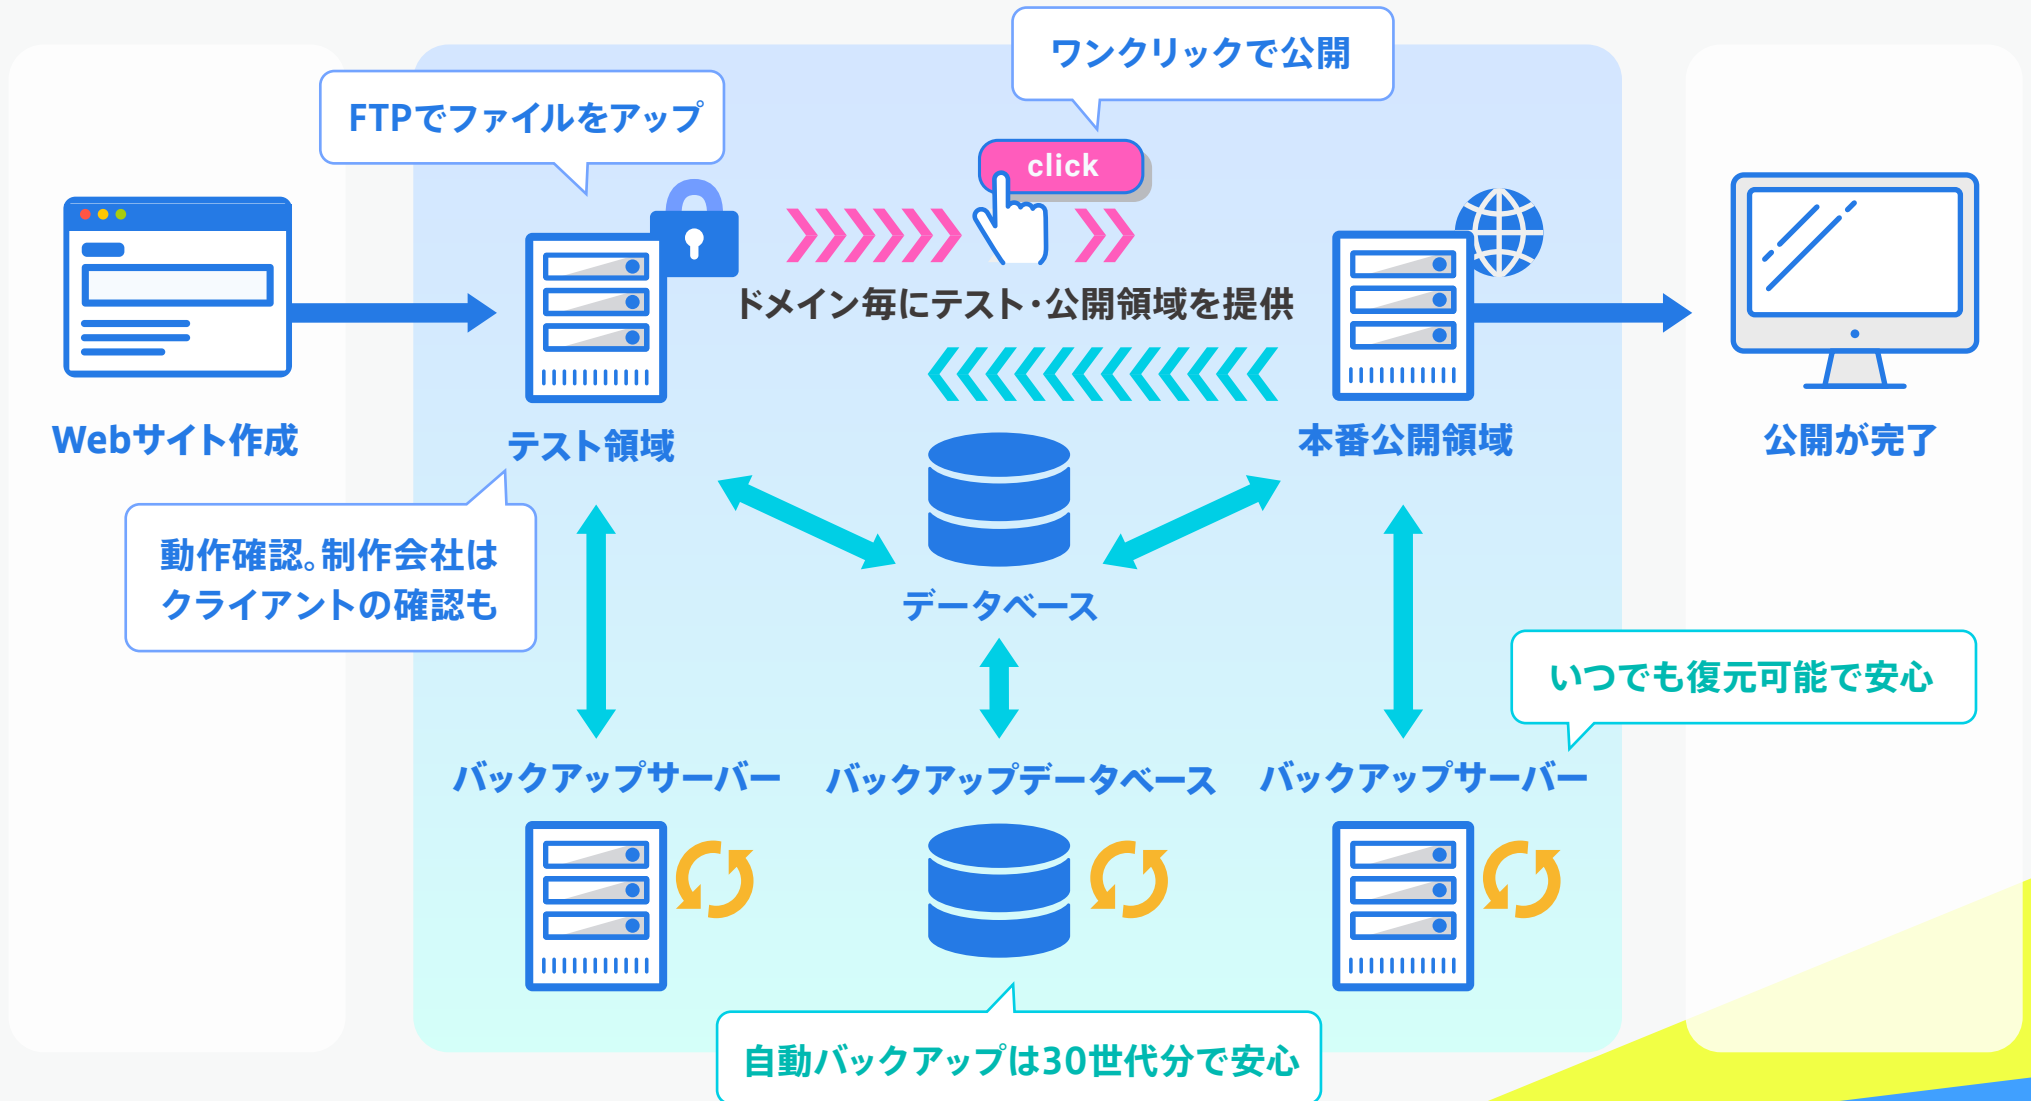 ワンクリックで公開
FTPでファイルをアップ
click
ドメイン毎にテスト・公開領域を提供
Webサイト作成
テスト領域
本番公開領域
公開が完了
動作確認。制作会社は
クライアントの確認も
データベース
いつでも復元可能で安心
バックアップサーバー
バックアップデータベース
バックアップサーバー
自動バックアップは30世代分で安心